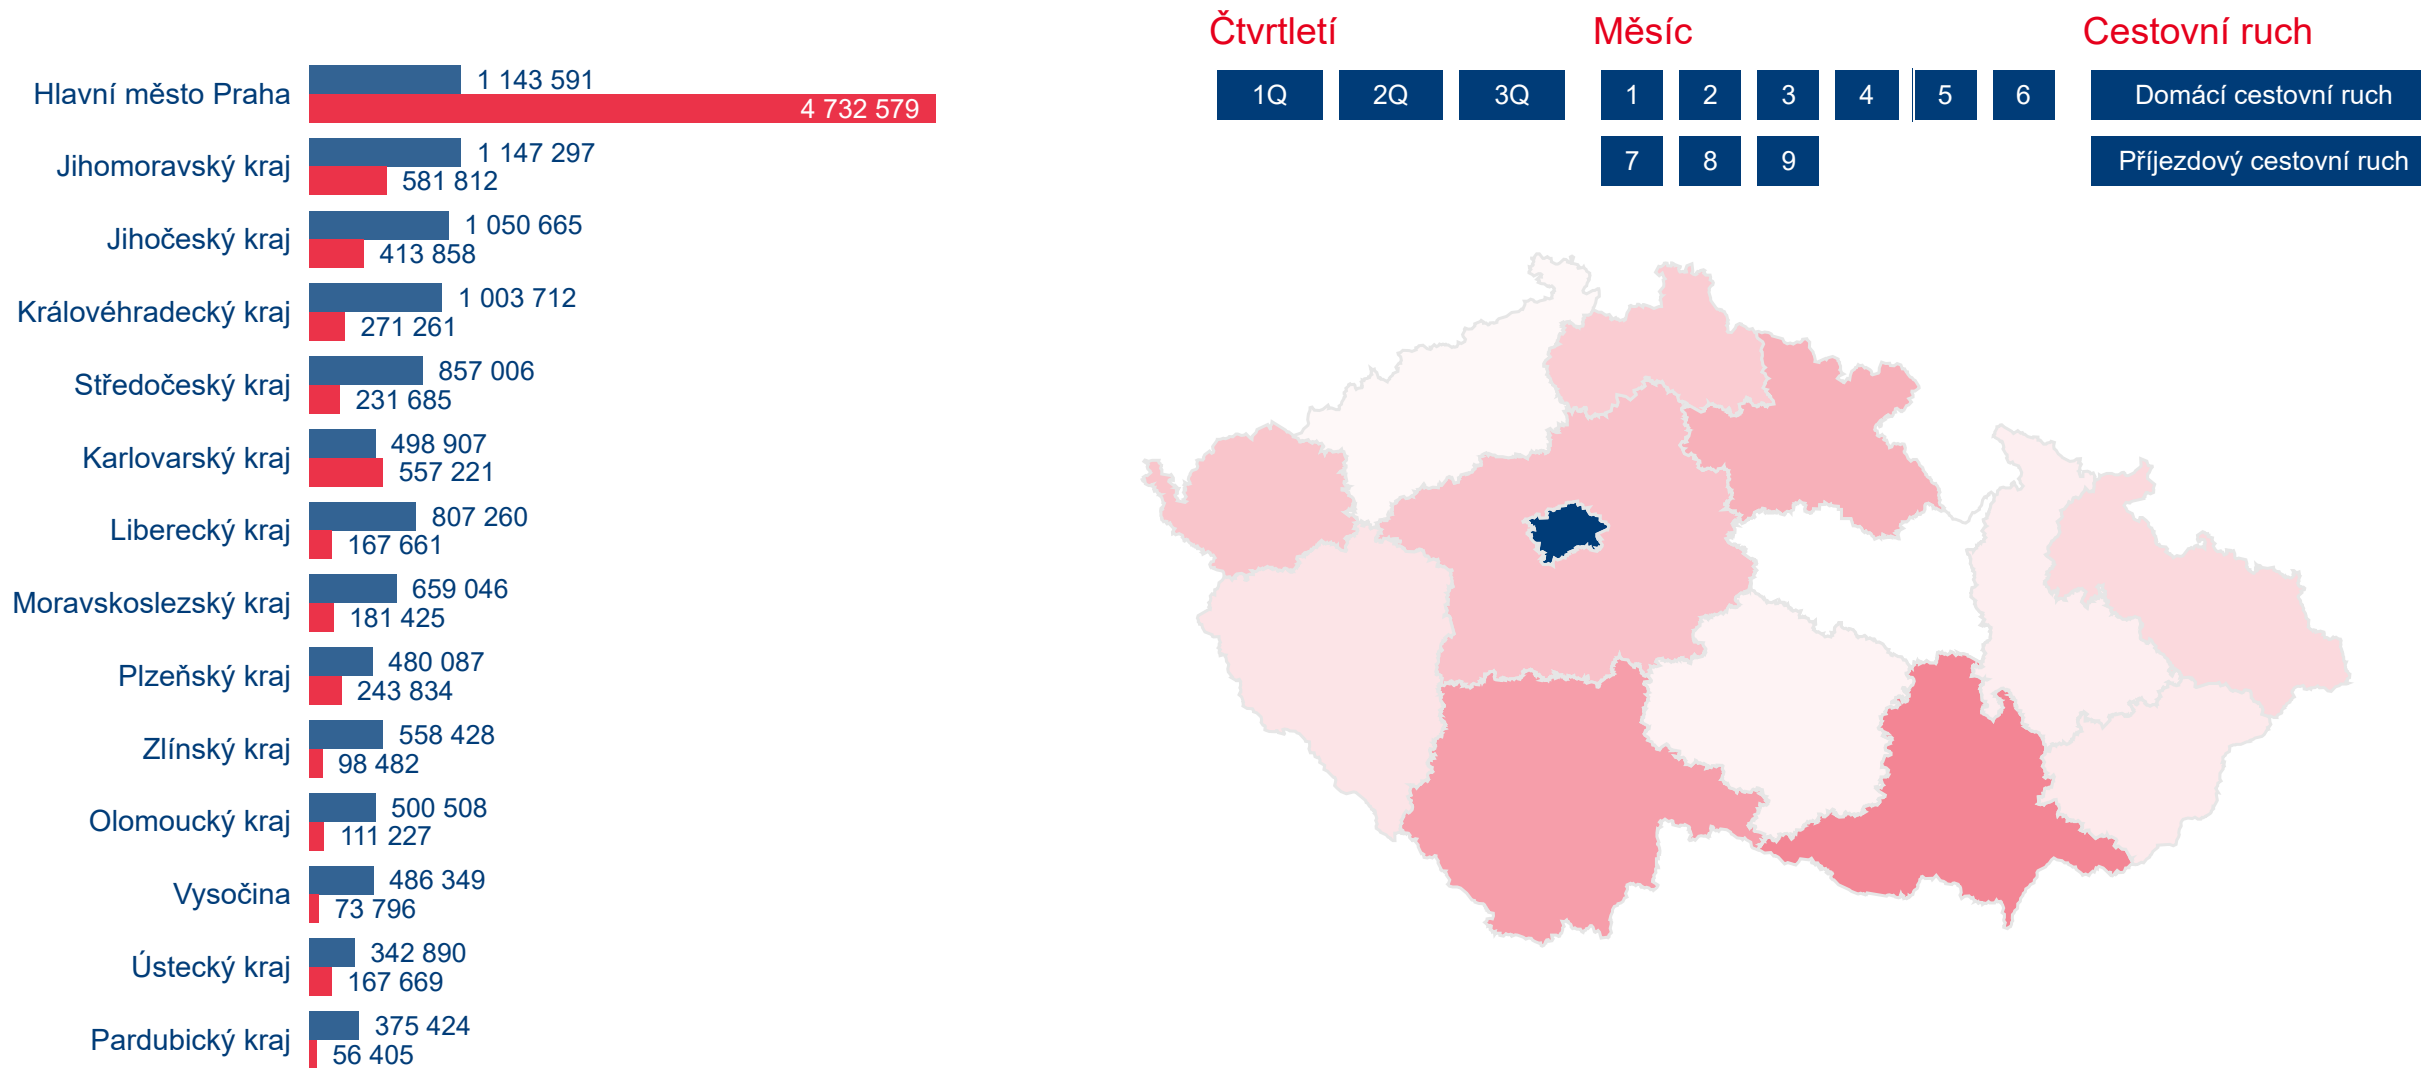 Čtvrtletí
Měsíc
Cestovní ruch
1Q 2Q 3Q
1 2 3 4 5 6
7 8 9
Domácí cestovní ruch
Příjezdový cestovní ruch
Hlavní město Praha
1 143 591
4 732 579
Jihomoravský kraj
1 147 297
581 812
Jihočeský kraj
1 050 665
413 858
Královéhradecký kraj
1 003 712
271 261
Středočeský kraj
857 006
231 685
Karlovarský kraj
498 907
557 221
Liberecký kraj
807 260
167 661
Moravskoslezský kraj
659 046
181 425
Plzeňský kraj
480 087
243 834
Zlínský kraj
558 428
98 482
Olomoucký kraj
500 508
111 227
Vysočina
486 349
73 796
Ústecký kraj
342 890
167 669
Pardubický kraj
375 424
56 405